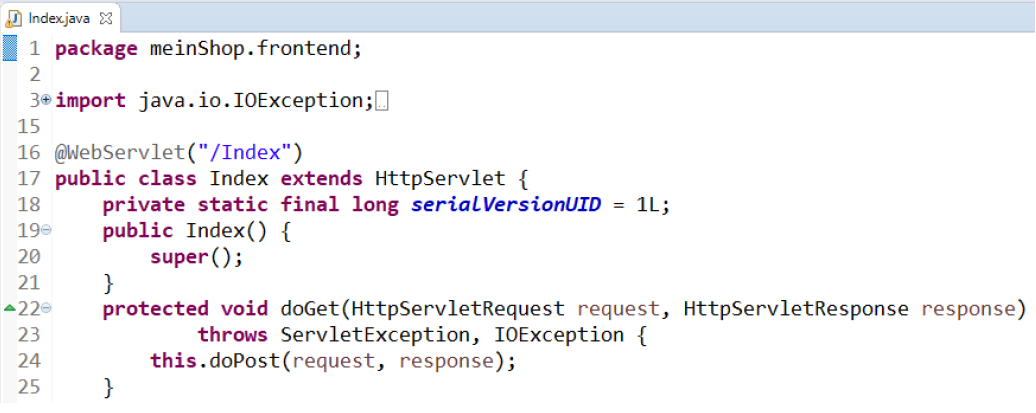 Index.java
1 package meinShop.frontend;
2
3 import java.io.IOException;
15
16 @WebServlet("/Index")
17 public class Index extends HttpServlet {
18     private static final long serialVersionUID = 1L;
19     public Index() {
20         super();
21     }
22     protected void doGet(HttpServletRequest request, HttpServletResponse response)
23             throws ServletException, IOException {
24         this.doPost(request, response);
25     }